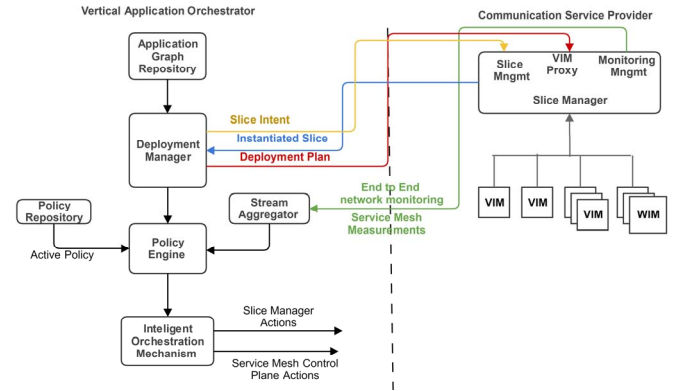 Vertical Application Orchestrator
Communication Service Provider
Application
Graph
Repository
Slice
Mngmt
VIM
Proxy
Monitoring
Mngmt
Slice Manager
Slice Intent
Instantiated Slice
Deployment Plan
Deployment
Manager
End to End
network monitoring
Service Mesh
Measurements
VIM
VIM
VIM
WIM
Policy
Repository
Stream
Aggregator
Active Policy
Policy
Engine
Inteligent
Orchestration
Mechanism
Slice Manager
Actions
Service Mesh Control
Plane Actions